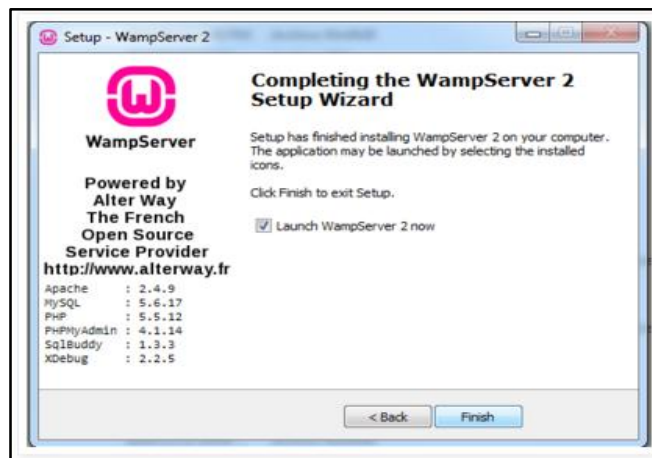 Setup - WampServer 2
WampServer
Powered by
Alter Way
The French
Open Source
Service Provider
http://www.alterway.fr
Apache : 2.4.9
MySQL : 5.6.17
PHP : 5.5.12
PHPMyAdmin : 4.1.14
SqlBuddy : 1.3.3
XDebug : 2.2.5
Completing the WampServer 2
Setup Wizard
Setup has finished installing WampServer 2 on your computer.
The application may be launched by selecting the installed
icons.
Click Finish to exit Setup.
Launch WampServer 2 now
< Back
Finish